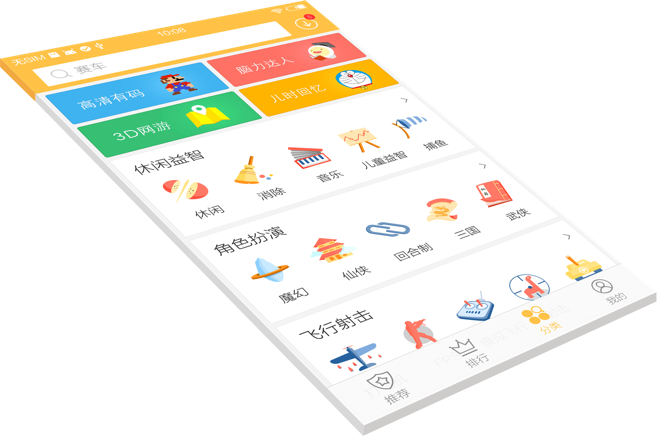 无SIM 10:08
赛车
高清有码 脑力达人
3D网游 儿时回忆
休闲益智
休闲 消除 音乐 儿童益智 捕鱼
角色扮演
魔幻 仙侠 回合制 三国 武侠
飞行射击
推荐 排行 分类 我的